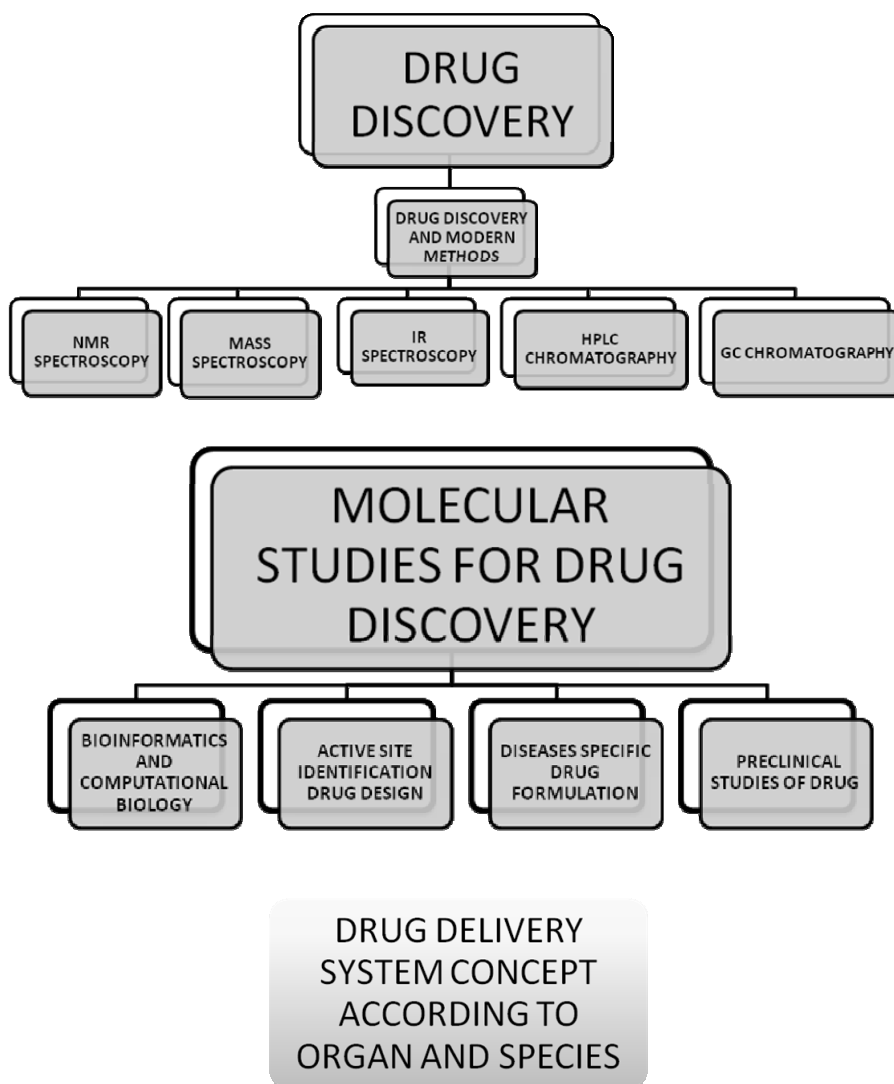 DRUG
DISCOVERY
DRUG DISCOVERY
AND MODERN
METHODS
NMR
SPECTROSCOPY
MASS
SPECTROSCOPY
IR
SPECTROSCOPY
HPLC
CHROMATOGRAPHY
GC CHROMATOGRAPHY
MOLECULAR
STUDIES FOR DRUG
DISCOVERY
BIOINFORMATICS
AND
COMPUTATIONAL
BIOLOGY
ACTIVE SITE
IDENTIFICATION
DRUG DESIGN
DISEASES SPECIFIC
DRUG
FORMULATION
PRECLINICAL
STUDIES OF DRUG
DRUG DELIVERY
SYSTEM CONCEPT
ACCORDING TO
ORGAN AND SPECIES